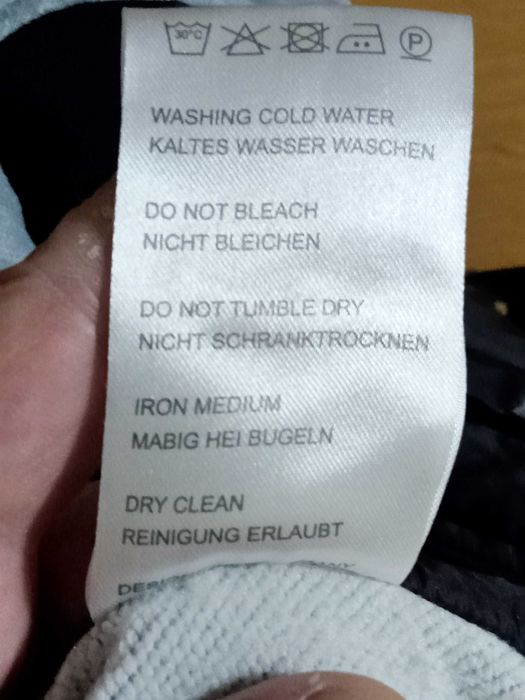 30°C
P
WASHING COLD WATER
KALTES WASSER WASCHEN
DO NOT BLEACH
NICHT BLEICHEN
DO NOT TUMBLE DRY
NICHT SCHRANKTROCKNEN
IRON MEDIUM
MABIG HEI BUGELN
DRY CLEAN
REINIGUNG ERLAUBT